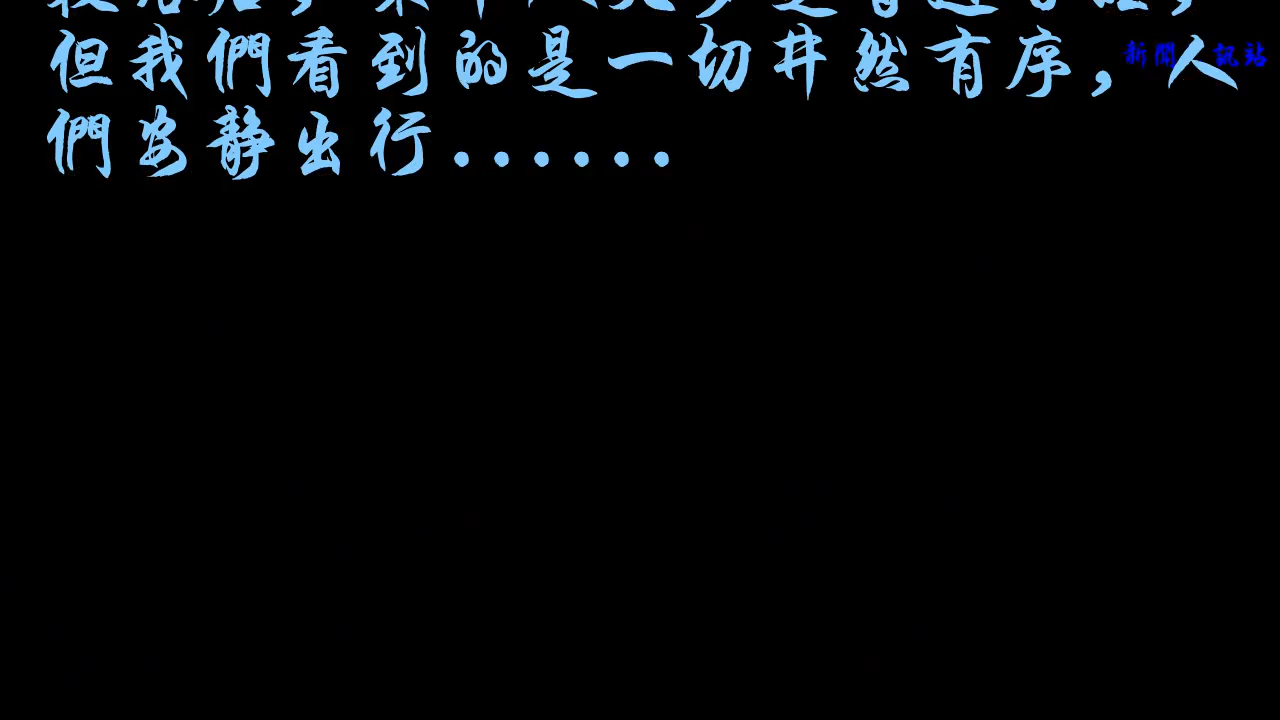 但我們看到的是一切井然有序，人
們安靜出行......
新聞 訊站